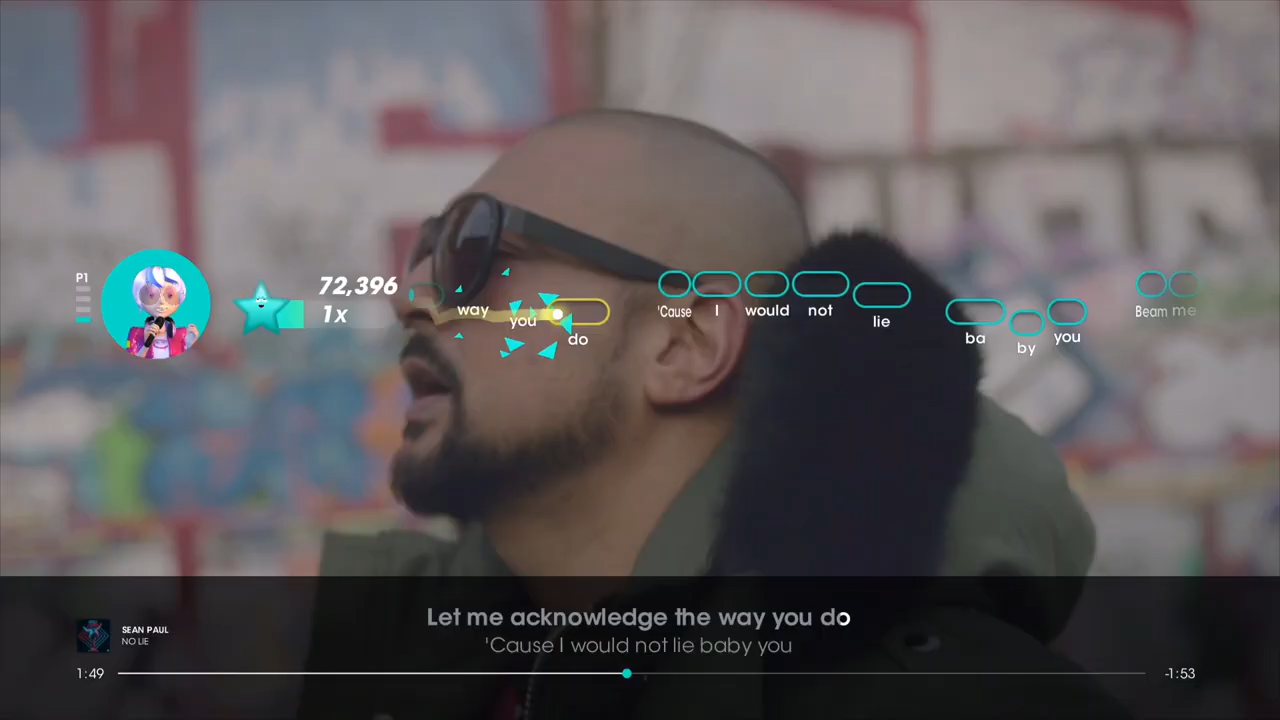 P1
72,396
1x
way
you
do
'Cause
I
would
not
lie
ba
by
you
Beam me
Let me acknowledge the way you do
'Cause I would not lie baby you
SEAN PAUL
NO LIE
1:49
-1:53